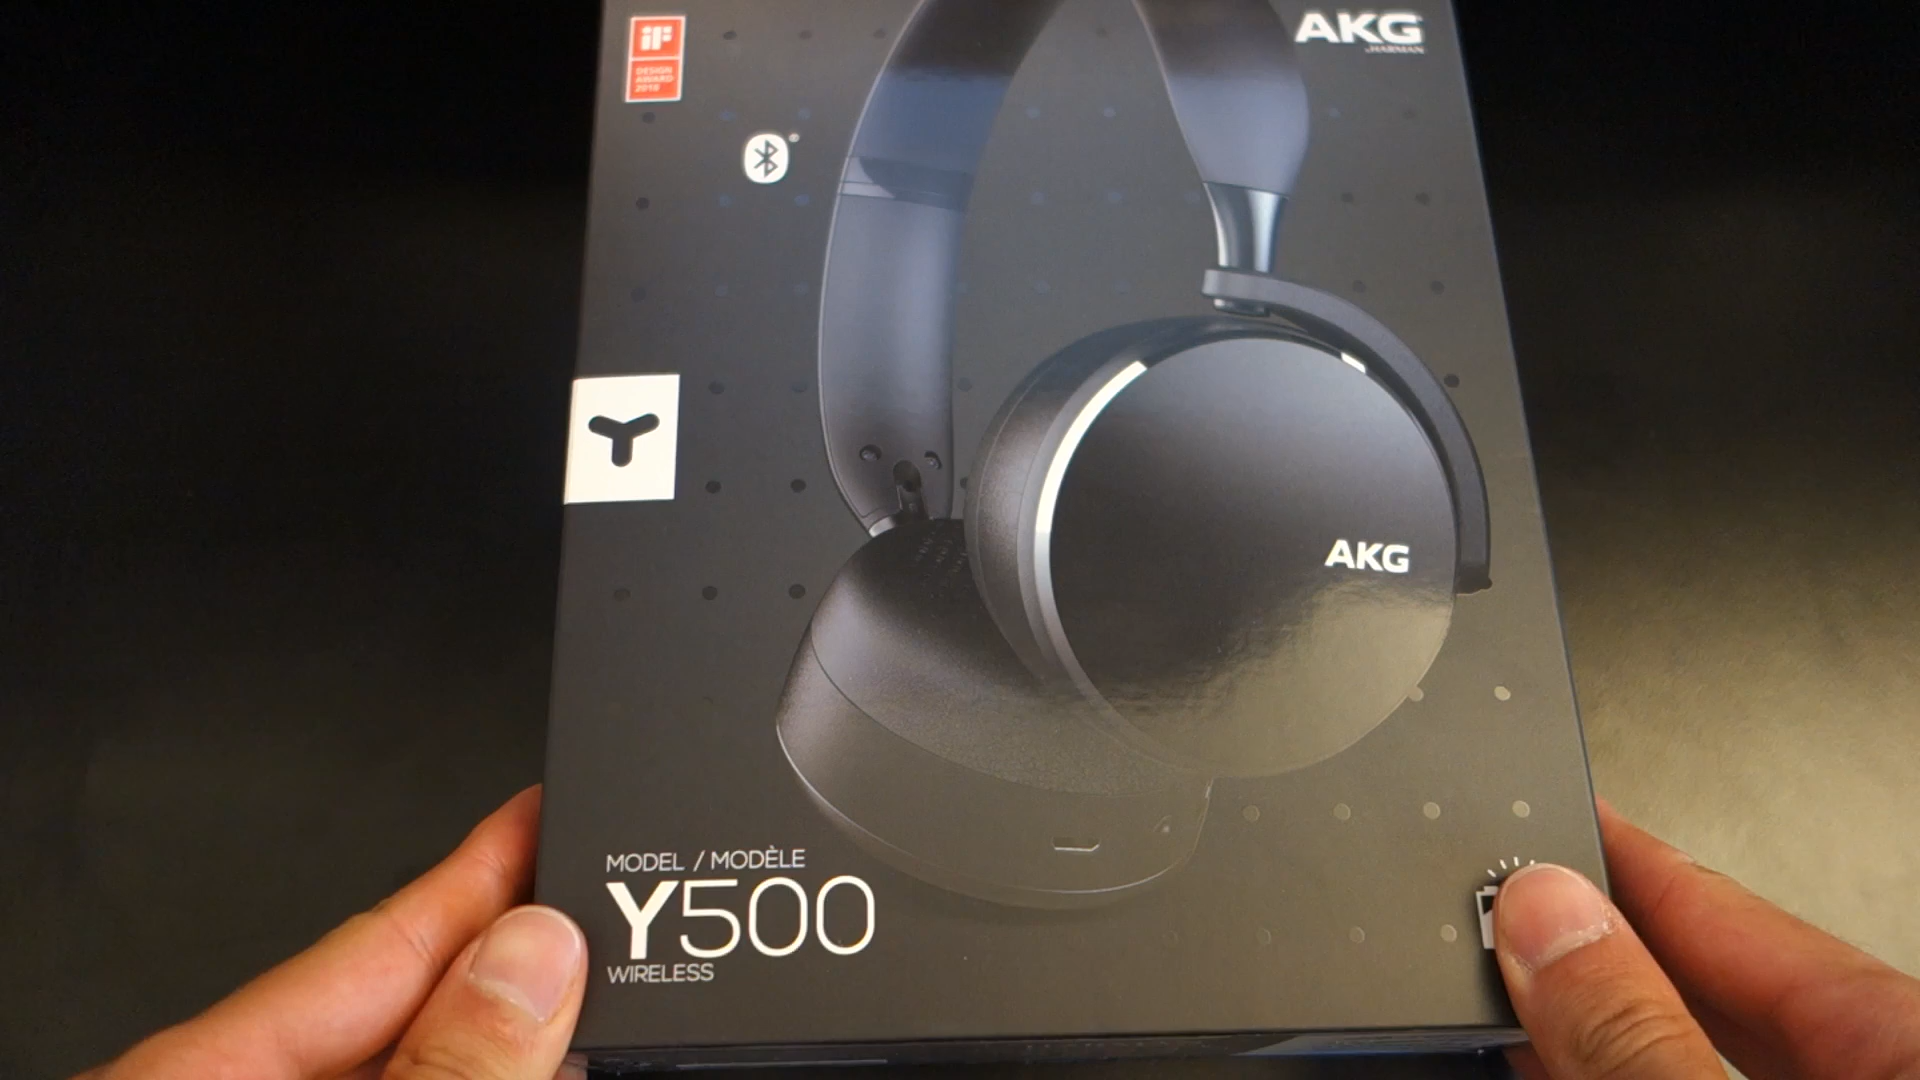 iF
DESIGN
AWARD
2018
AKG
HARMAN
Y
AKG
MODEL / MODÈLE
Y500
WIRELESS